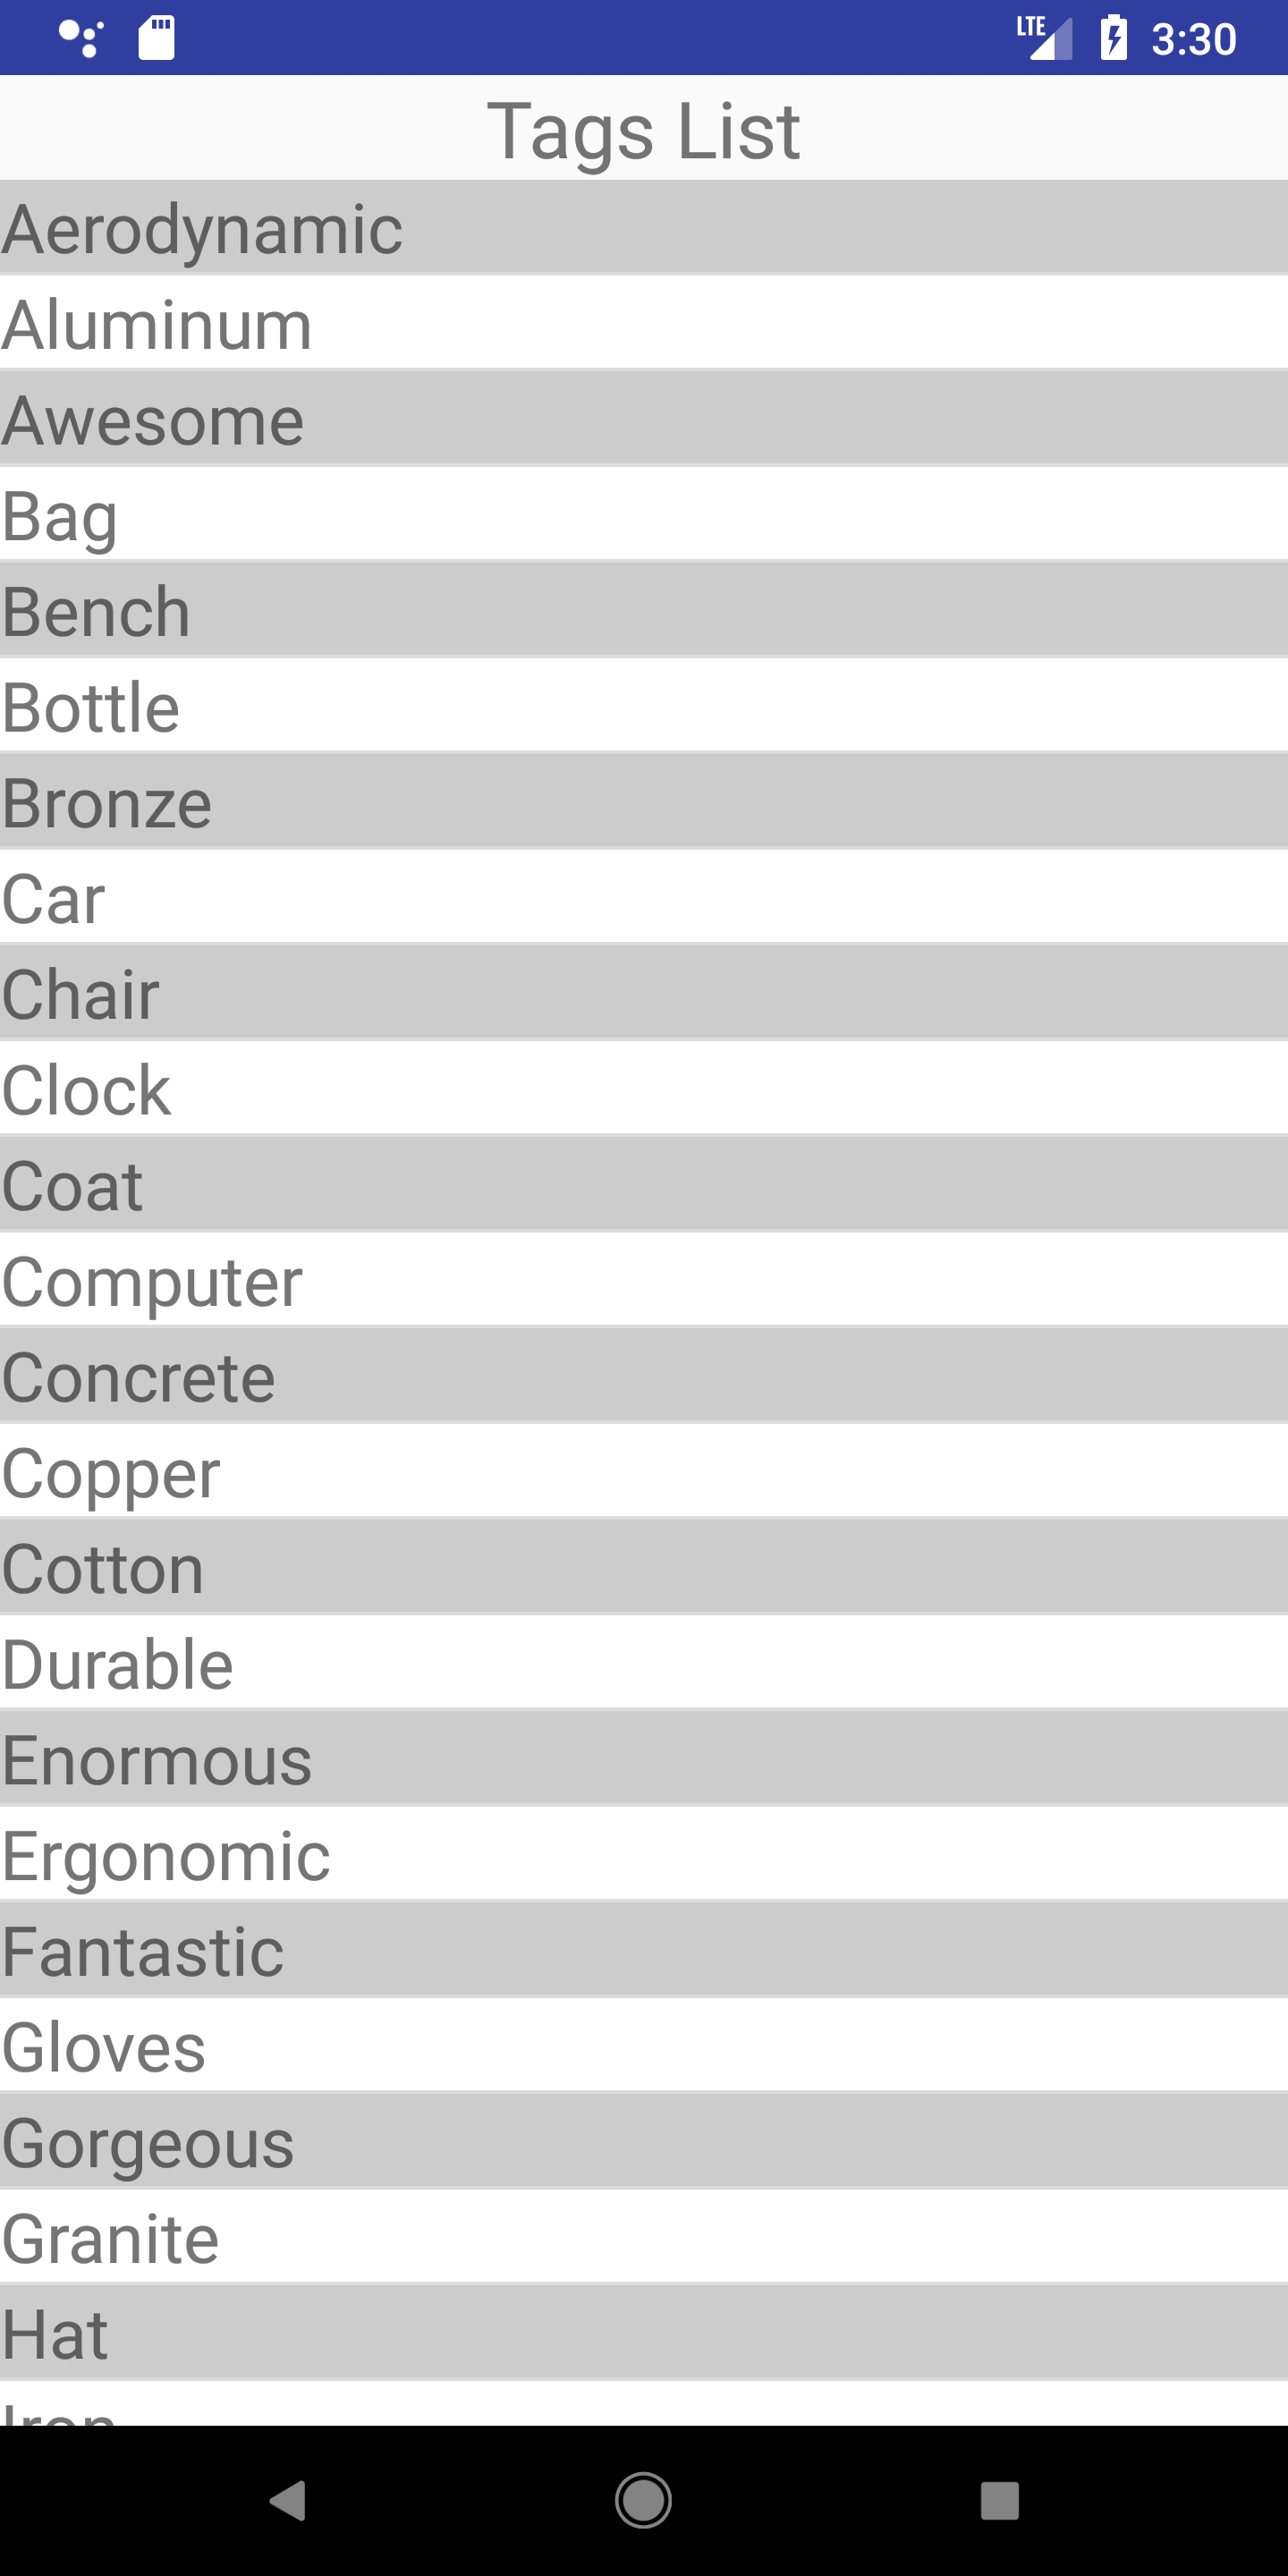 LTE 3:30
Tags List
Aerodynamic
Aluminum
Awesome
Bag
Bench
Bottle
Bronze
Car
Chair
Clock
Coat
Computer
Concrete
Copper
Cotton
Durable
Enormous
Ergonomic
Fantastic
Gloves
Gorgeous
Granite
Hat
Iron